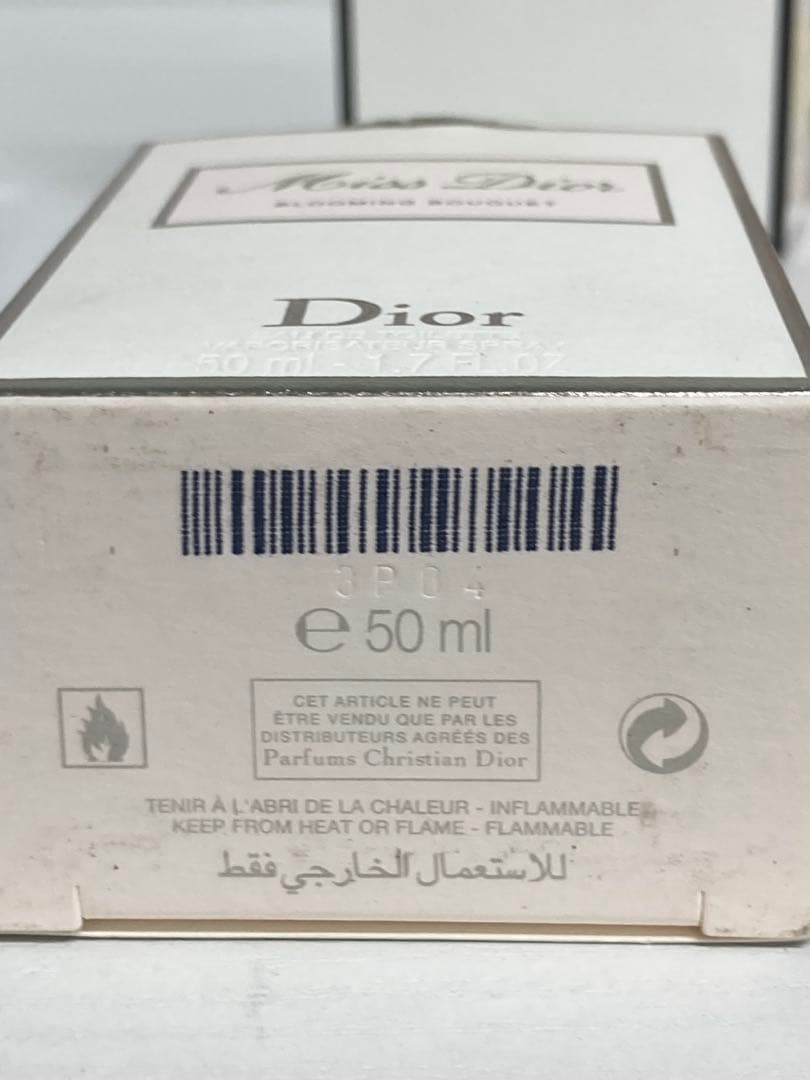 Miss Dior
BLOOMING BOUQUET
Dior
VAPORISATEUR SPRAY
50 ml - 1.7 FL.OZ
3P04
e 50 ml
CET ARTICLE NE PEUT
ÊTRE VENDU QUE PAR LES
DISTRIBUTEURS AGRÉÉS DES
Parfums Christian Dior
TENIR À L'ABRI DE LA CHALEUR - INFLAMMABLE
KEEP FROM HEAT OR FLAME - FLAMMABLE
للاستعمال الخارجي فقط